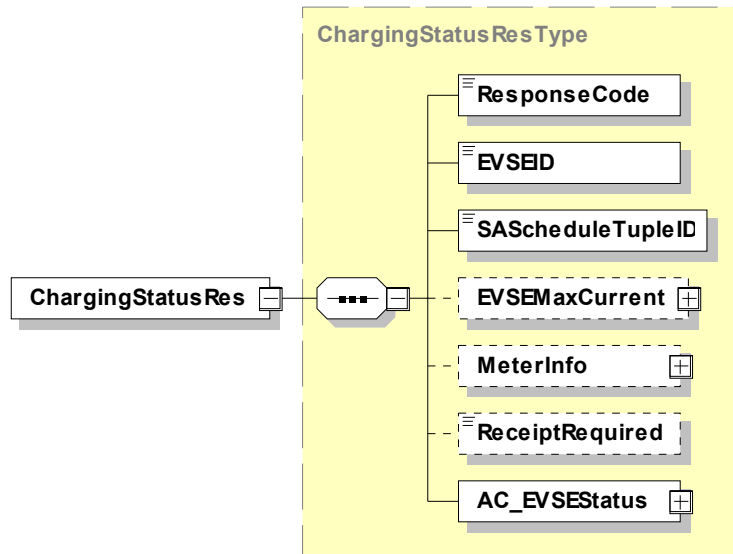 ChargingStatusResType
ResponseCode
EVSEID
SAScheduleTupleID
ChargingStatusRes
EVSEMaxCurrent
MeterInfo
ReceiptRequired
AC_EVSEStatus